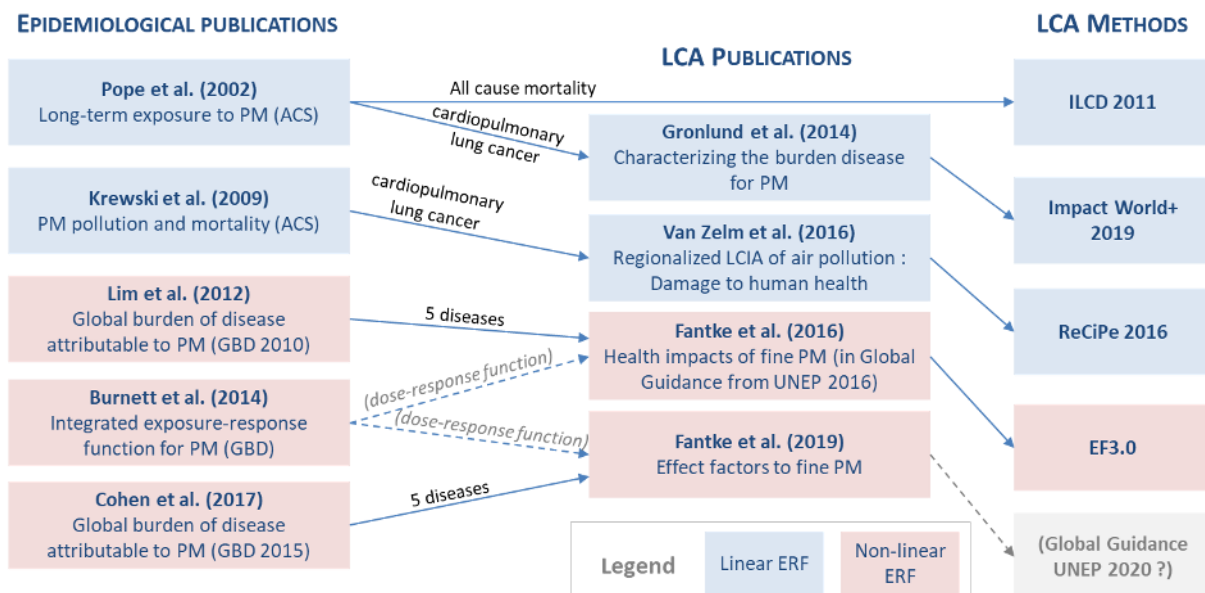 EPIDEMIOLOGICAL PUBLICATIONS
Pope et al. (2002)
Long-term exposure to PM (ACS)
Krewski et al. (2009)
PM pollution and mortality (ACS)
Lim et al. (2012)
Global burden of disease
attributable to PM (GBD 2010)
Burnett et al. (2014)
Integrated exposure-response
function for PM (GBD)
Cohen et al. (2017)
Global burden of disease
attributable to PM (GBD 2015)
All cause mortality
cardiopulmonary
lung cancer
cardiopulmonary
lung cancer
5 diseases
(dose-response function)
(dose-response function)
5 diseases
LCA PUBLICATIONS
Gronlund et al. (2014)
Characterizing the burden disease
for PM
Van Zelm et al. (2016)
Regionalized LCIA of air pollution :
Damage to human health
Fantke et al. (2016)
Health impacts of fine PM (in Global
Guidance from UNEP 2016)
Fantke et al. (2019)
Effect factors to fine PM
LCA METHODS
ILCD 2011
Impact World+
2019
ReCiPe 2016
EF3.0
(Global Guidance
UNEP 2020 ?)
Legend
Linear ERF
Non-linear
ERF